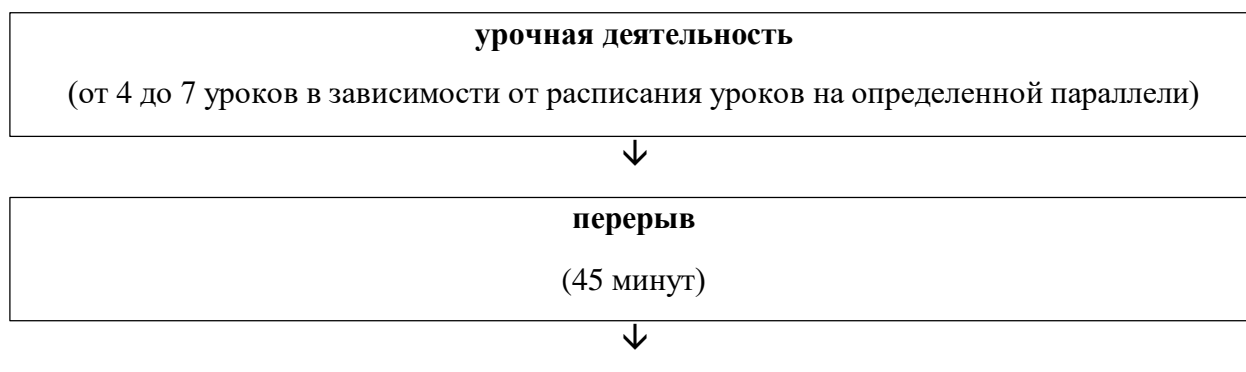 урочная деятельность
(от 4 до 7 уроков в зависимости от расписания уроков на определенной параллели)
↓
перерыв
(45 минут)
↓